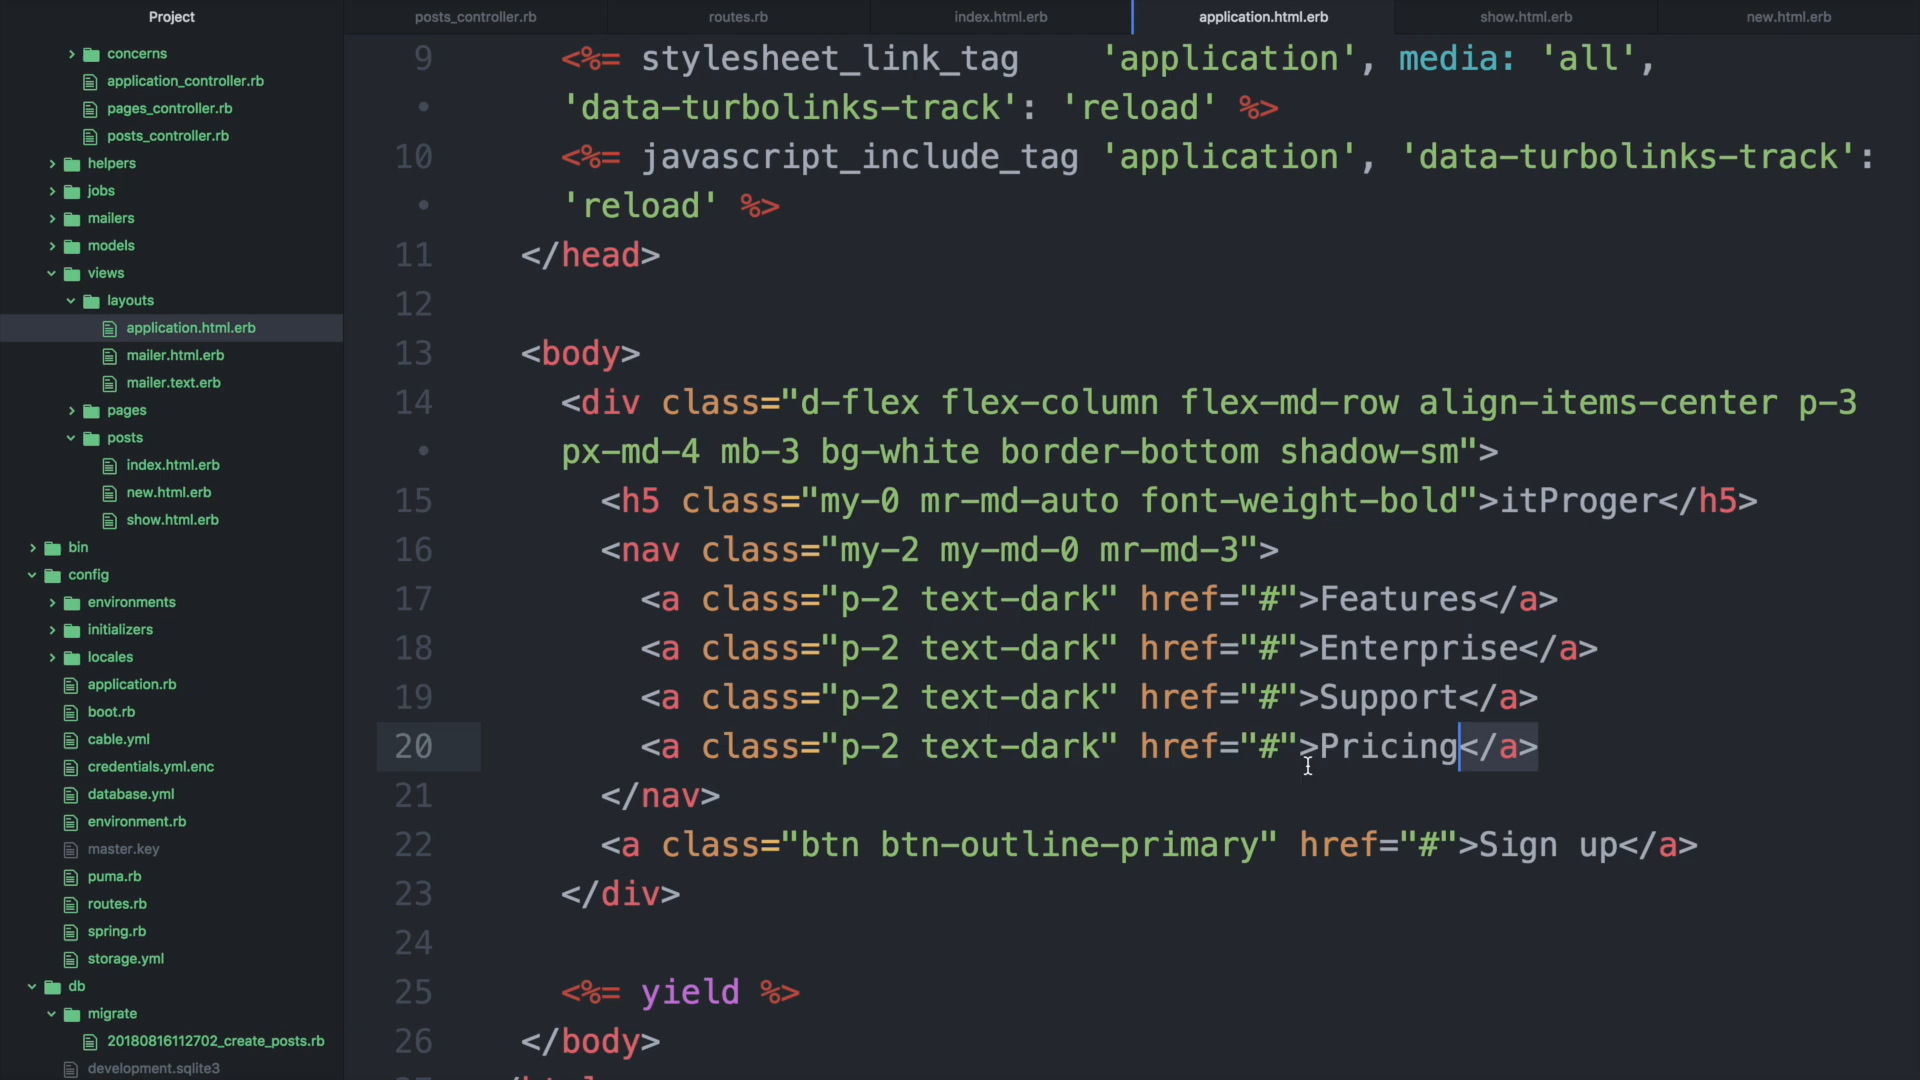 Project
concerns
application_controller.rb
pages_controller.rb
posts_controller.rb
helpers
jobs
mailers
models
views
layouts
application.html.erb
mailer.html.erb
mailer.text.erb
pages
posts
index.html.erb
new.html.erb
show.html.erb
bin
config
environments
initializers
locales
application.rb
boot.rb
cable.yml
credentials.yml.enc
database.yml
environment.rb
master.key
puma.rb
routes.rb
spring.rb
storage.yml
db
migrate
20180816112702_create_posts.rb
development.sqlite3
posts_controller.rb routes.rb index.html.erb application.html.erb show.html.erb new.html.erb
9 <%= stylesheet_link_tag 'application', media: 'all',
• 'data-turbolinks-track': 'reload' %>
10 <%= javascript_include_tag 'application', 'data-turbolinks-track':
• 'reload' %>
11 </head>
12
13 <body>
14 <div class="d-flex flex-column flex-md-row align-items-center p-3
• px-md-4 mb-3 bg-white border-bottom shadow-sm">
15 <h5 class="my-0 mr-md-auto font-weight-bold">itProger</h5>
16 <nav class="my-2 my-md-0 mr-md-3">
17 <a class="p-2 text-dark" href="#">Features</a>
18 <a class="p-2 text-dark" href="#">Enterprise</a>
19 <a class="p-2 text-dark" href="#">Support</a>
20 <a class="p-2 text-dark" href="#">Pricing</a>
21 </nav>
22 <a class="btn btn-outline-primary" href="#">Sign up</a>
23 </div>
24
25 <%= yield %>
26 </body>